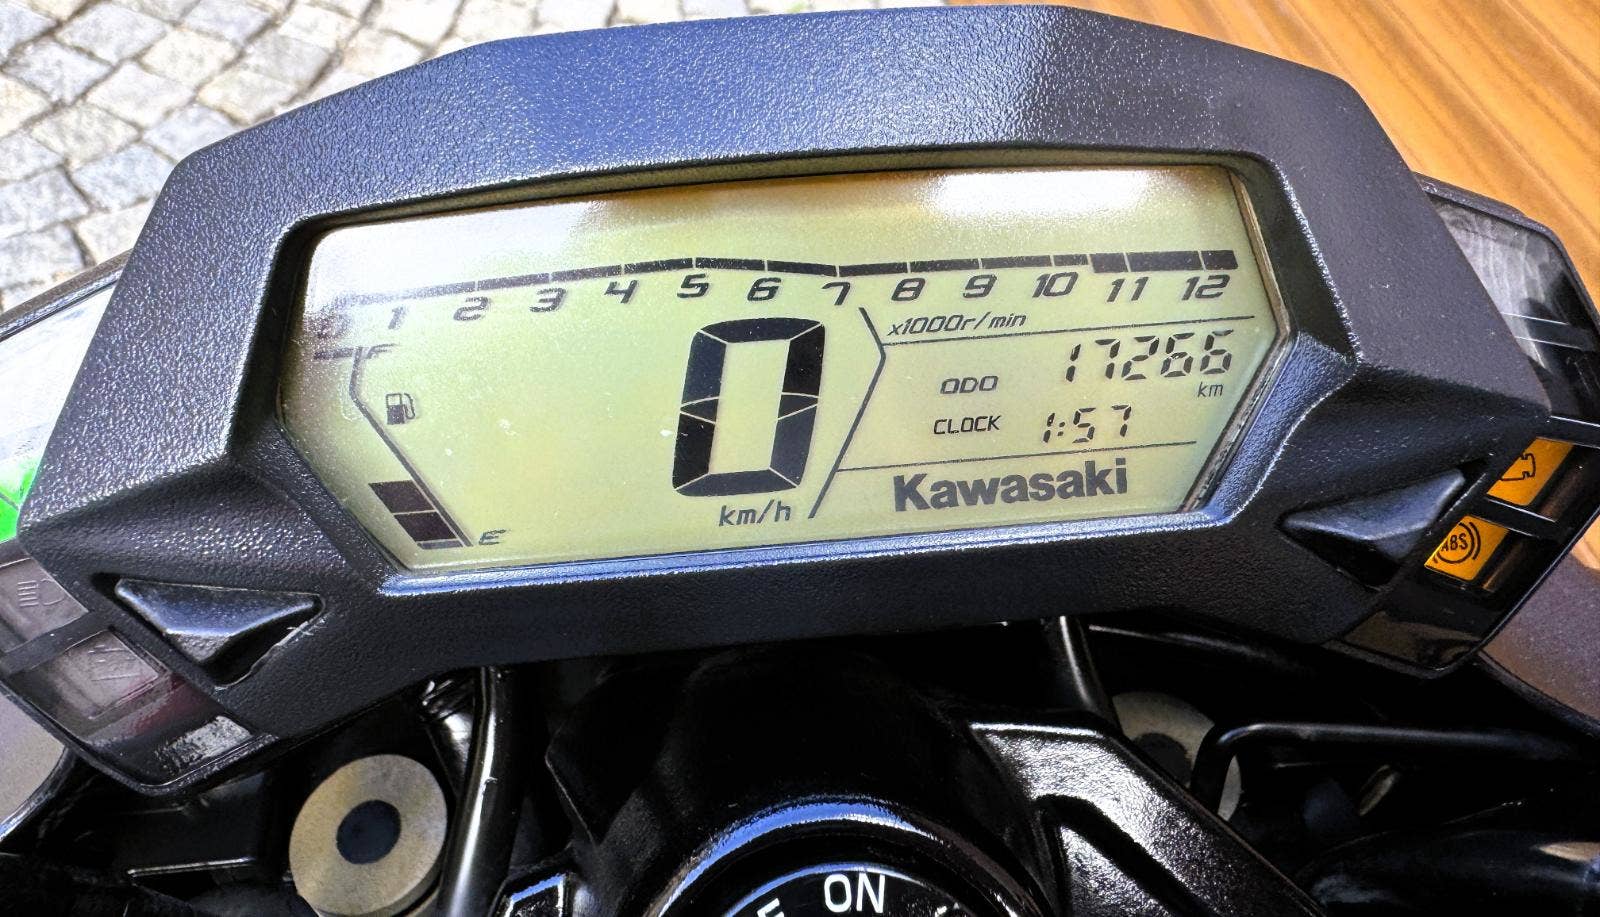 1 2 3 4 5 6 7 8 9 10 11 12
x1000r/min
F
ODO 17266
km
CLOCK 1:57
0
km/h
Kawasaki
E
ABS
ON